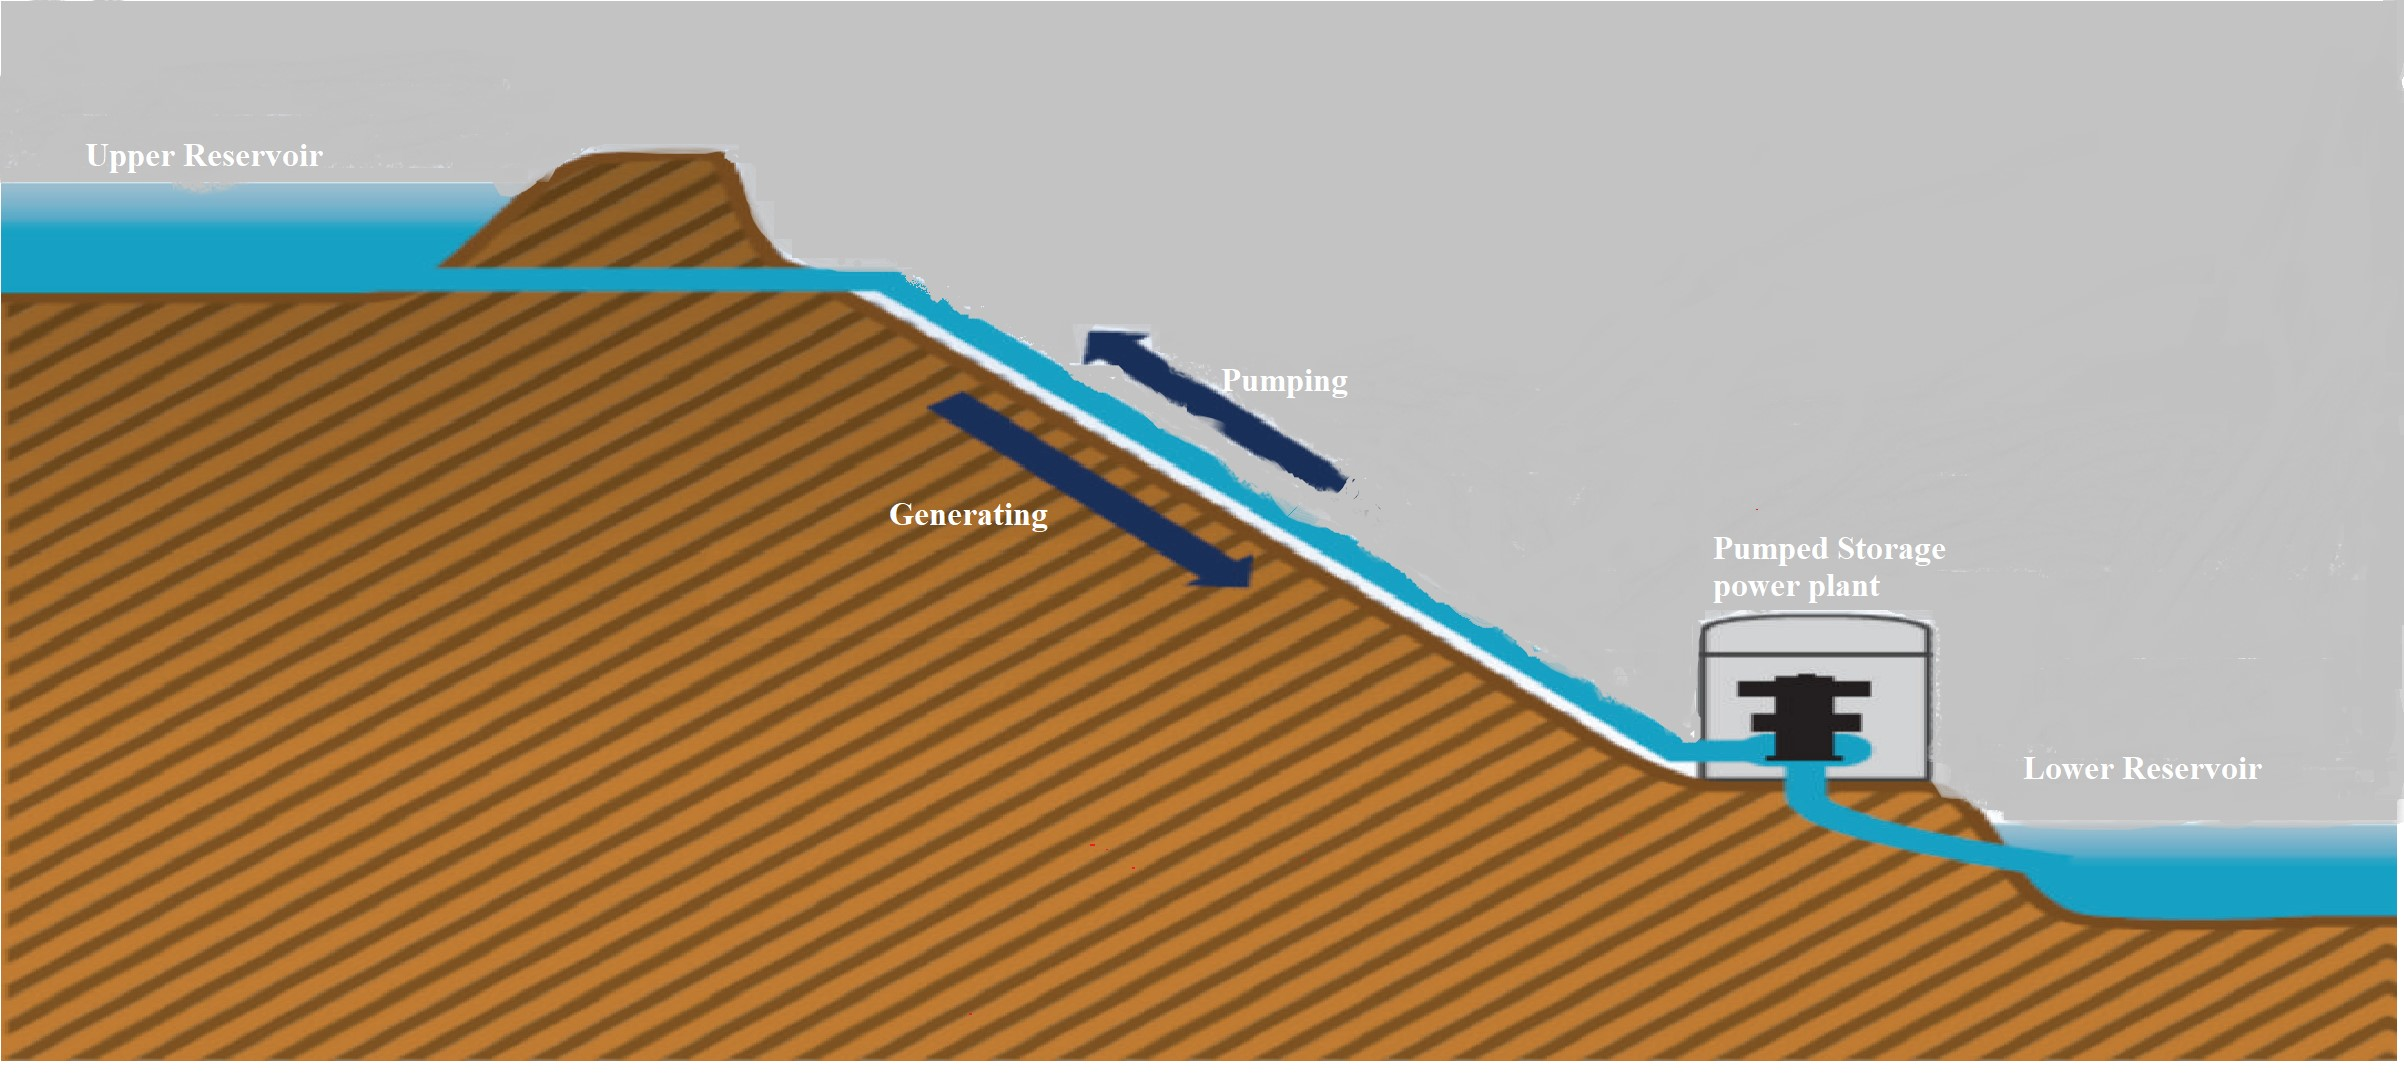 Upper Reservoir
Pumping
Generating
Pumped Storage
power plant
Lower Reservoir